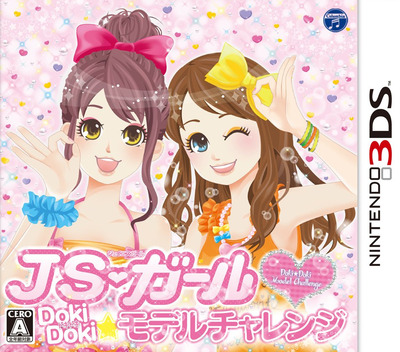 Columbia
NINTENDO 3DS
JS♥ガール
Doki☆Doki
Model Challenge
Doki
Doki☆モデルチャレンジ
CERO
A